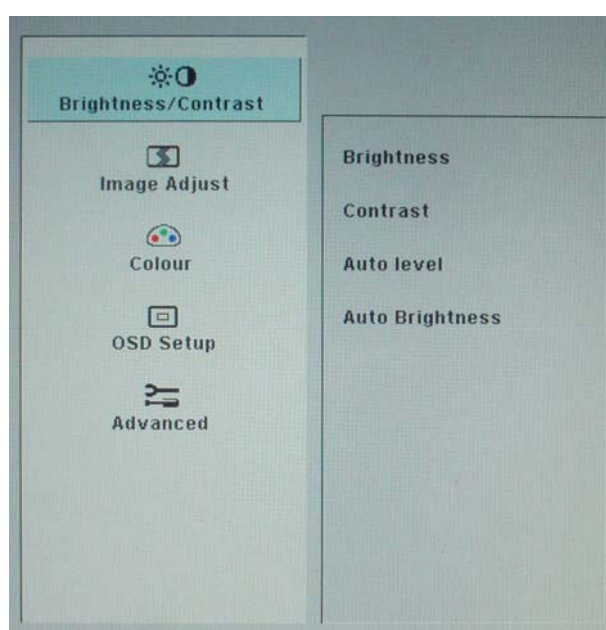 Brightness/Contrast
Image Adjust
Colour
OSD Setup
Advanced
Brightness
Contrast
Auto level
Auto Brightness